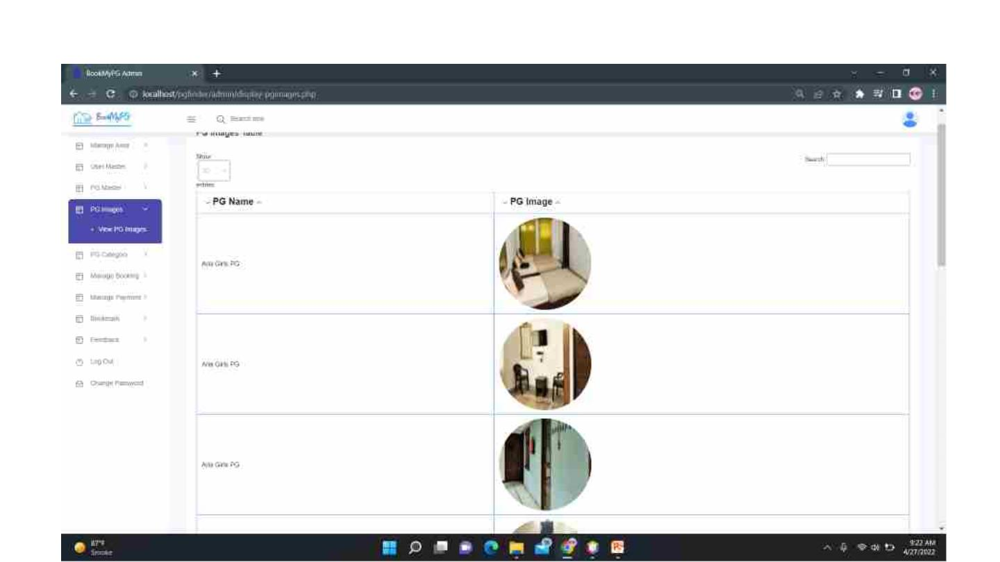 BookMyPG Admin
localhost/pgfinder/admin/display-pgimages.php
BookMyPG
Search now
PG Images Table
Manage Area
User Master
PG Master
PG Images
View PG Images
PG Category
Manage Booking
Manage Payment
Bookmark
Feedback
Log Out
Change Password
Show
10
entries
Search:
PG Name
PG Image
Aria Girls PG
Aria Girls PG
Aria Girls PG
87°F
Smoke
9:22 AM
4/27/2022